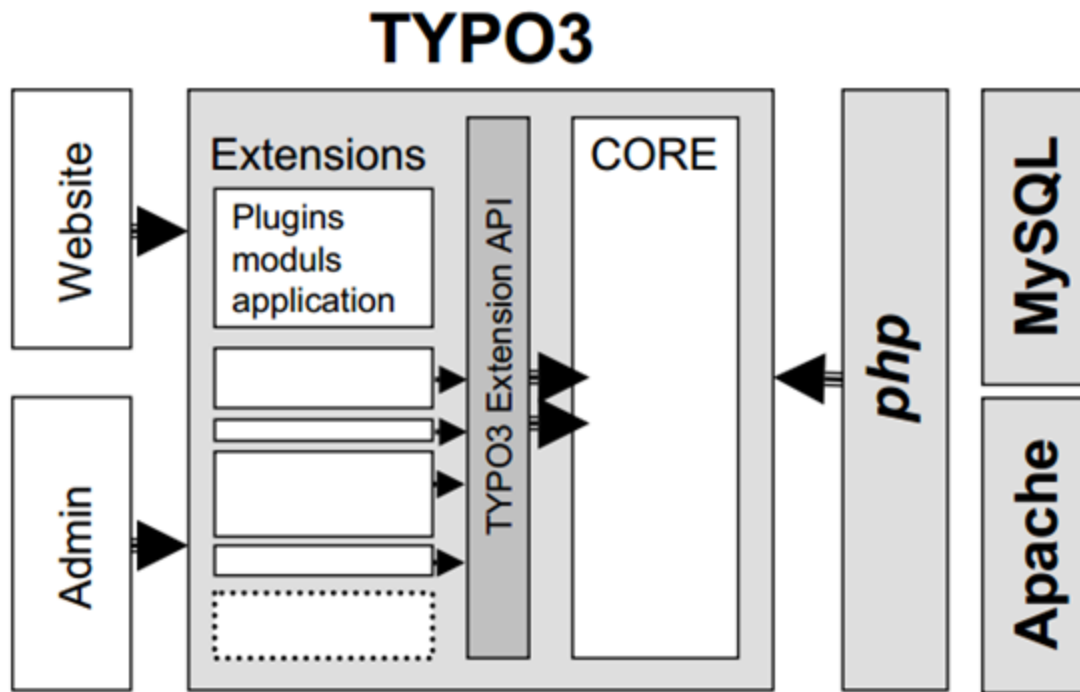 TYPO3
Website
Admin
Extensions
Plugins
moduls
application
TYPO3 Extension API
CORE
php
MySQL
Apache